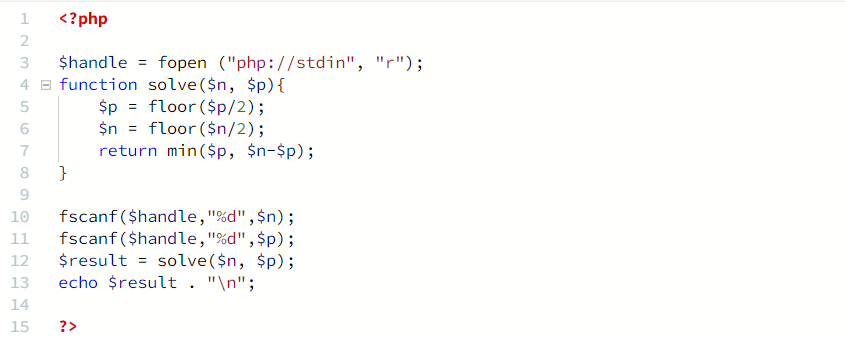 1 <?php
2
3 $handle = fopen ("php://stdin", "r");
4 function solve($n, $p){
5     $p = floor($p/2);
6     $n = floor($n/2);
7     return min($p, $n-$p);
8 }
9
10 fscanf($handle,"%d",$n);
11 fscanf($handle,"%d",$p);
12 $result = solve($n, $p);
13 echo $result . "\n";
14
15 ?>